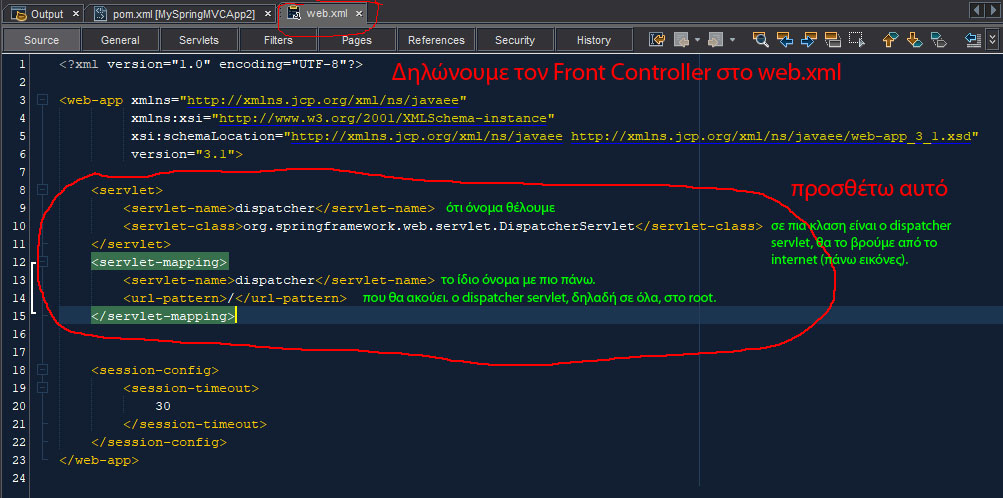 Output × pom.xml [MySpringMVCApp2] × web.xml ×
Source General Servlets Filters Pages References Security History
Δηλώνουμε τον Front Controller στο web.xml
1 <?xml version="1.0" encoding="UTF-8"?>
2
3 <web-app xmlns="http://xmlns.jcp.org/xml/ns/javaee"
4 xmlns:xsi="http://www.w3.org/2001/XMLSchema-instance"
5 xsi:schemaLocation="http://xmlns.jcp.org/xml/ns/javaee http://xmlns.jcp.org/xml/ns/javaee/web-app_3_1.xsd"
6 version="3.1">
7
προσθέτω αυτό
8 <servlet>
9 <servlet-name>dispatcher</servlet-name> ότι όνομα θέλουμε
10 <servlet-class>org.springframework.web.servlet.DispatcherServlet</servlet-class> σε πια κλαση είναι ο dispatcher
servlet, θα το βρούμε από το
internet (πάνω εικόνες).
11 </servlet>
12 <servlet-mapping>
13 <servlet-name>dispatcher</servlet-name> το ίδιο όνομα με πιο πάνω.
14 <url-pattern>/</url-pattern> που θα ακούει ο dispatcher servlet, δηλαδή σε όλα, στο root.
15 </servlet-mapping>
16
17
18 <session-config>
19 <session-timeout>
20 30
21 </session-timeout>
22 </session-config>
23 </web-app>
24